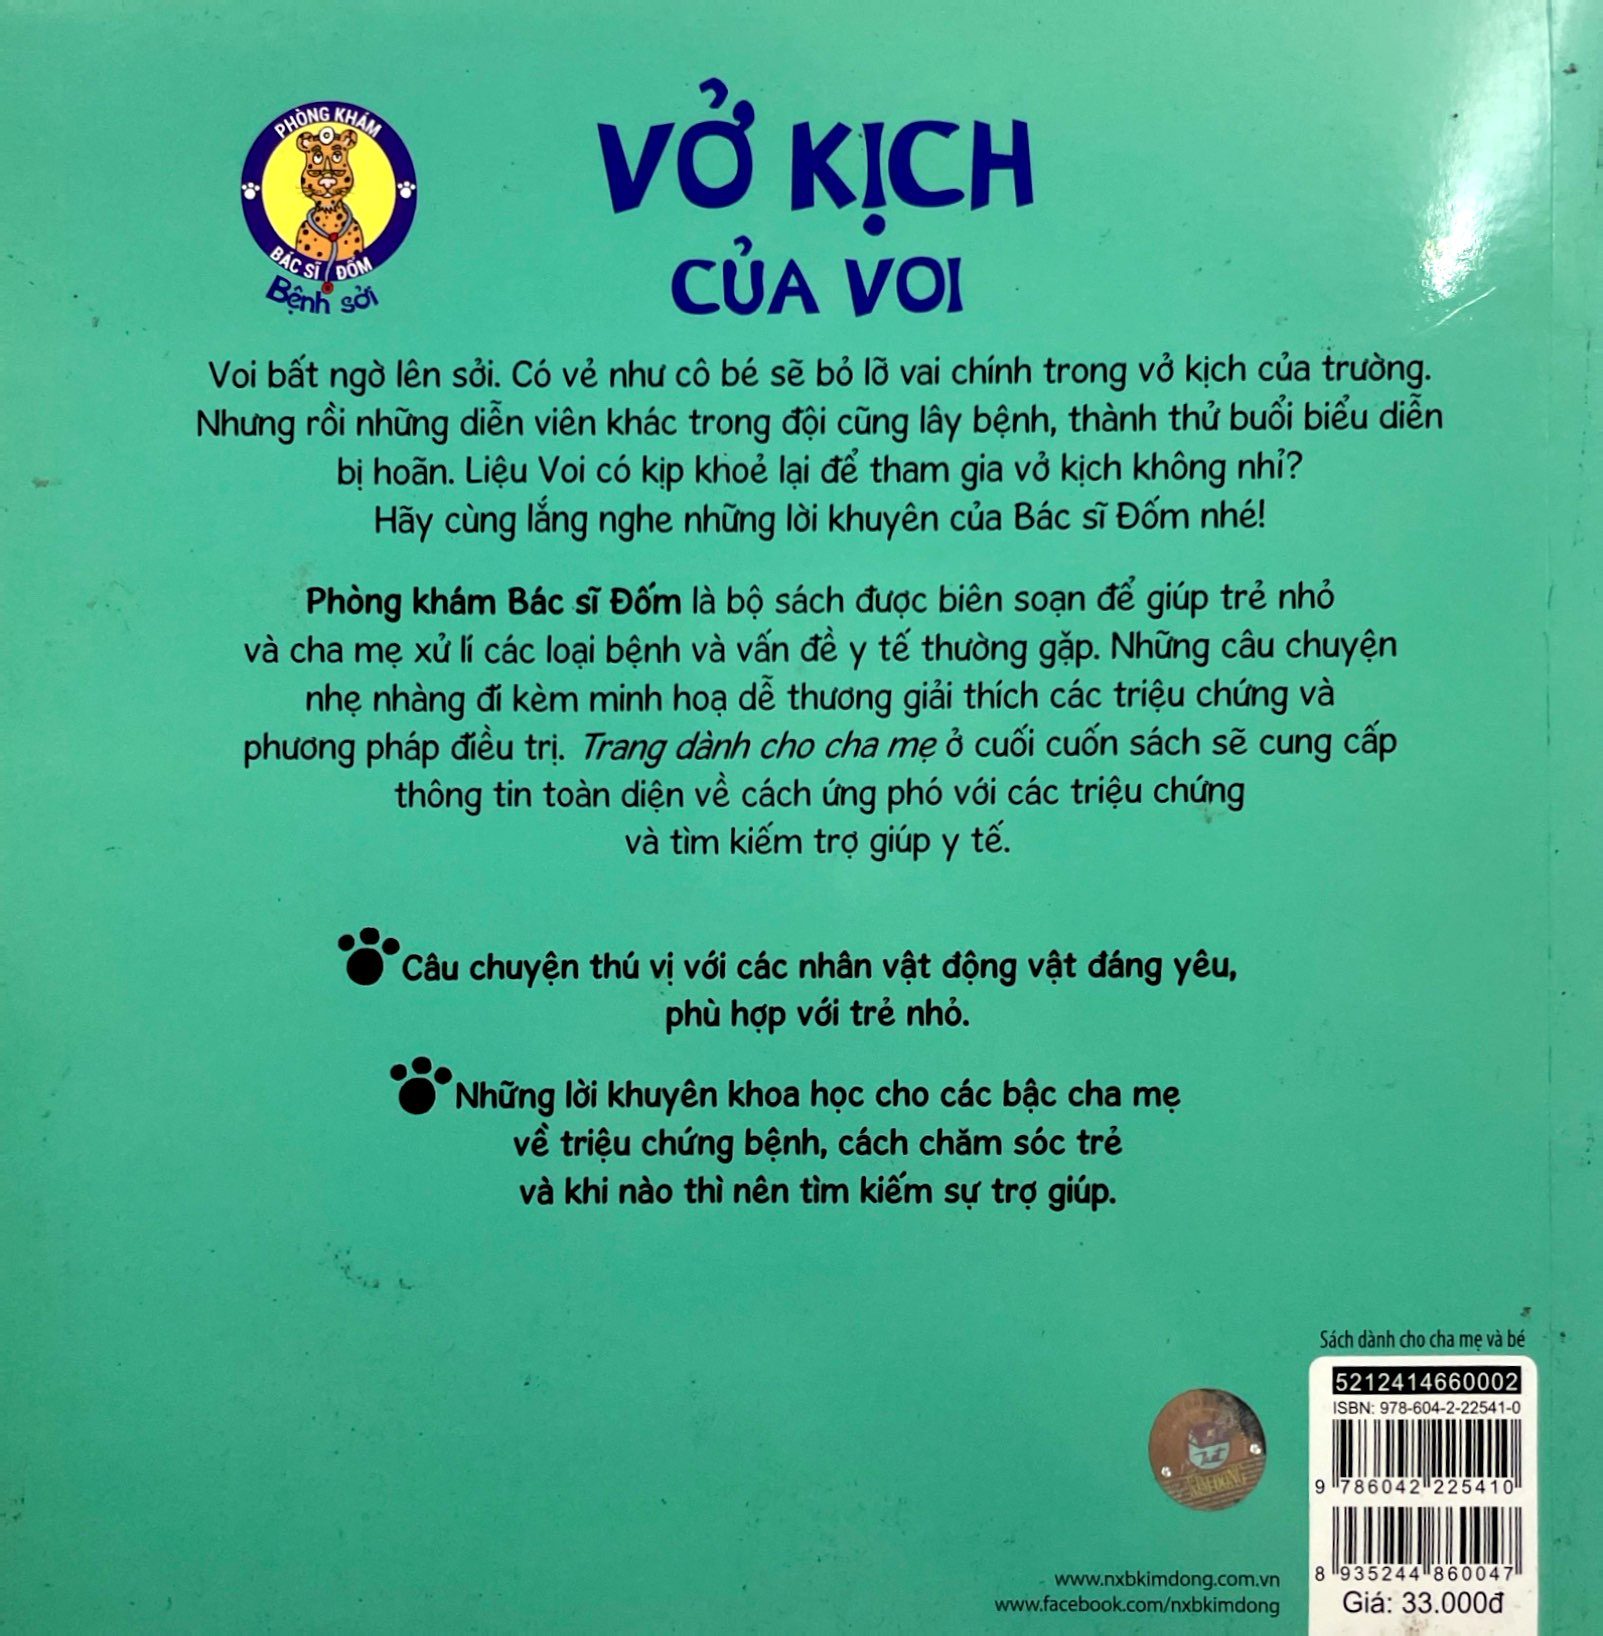 PHÒNG KHÁM
BÁC SĨ ĐỐM
Bệnh sởi
VỞ KỊCH
CỦA VOI
Voi bất ngờ lên sởi. Có vẻ như cô bé sẽ bỏ lỡ vai chính trong vở kịch của trường.
Nhưng rồi những diễn viên khác trong đội cũng lây bệnh, thành thử buổi biểu diễn
bị hoãn. Liệu Voi có kịp khoẻ lại để tham gia vở kịch không nhỉ?
Hãy cùng lắng nghe những lời khuyên của Bác sĩ Đốm nhé!
Phòng khám Bác sĩ Đốm là bộ sách được biên soạn để giúp trẻ nhỏ
và cha mẹ xử lí các loại bệnh và vấn đề y tế thường gặp. Những câu chuyện
nhẹ nhàng đi kèm minh hoạ dễ thương giải thích các triệu chứng và
phương pháp điều trị. Trang dành cho cha mẹ ở cuối cuốn sách sẽ cung cấp
thông tin toàn diện về cách ứng phó với các triệu chứng
và tìm kiếm trợ giúp y tế.
Câu chuyện thú vị với các nhân vật động vật đáng yêu,
phù hợp với trẻ nhỏ.
Những lời khuyên khoa học cho các bậc cha mẹ
về triệu chứng bệnh, cách chăm sóc trẻ
và khi nào thì nên tìm kiếm sự trợ giúp.
Sách dành cho cha mẹ và bé
5212414660002
ISBN: 978-604-2-22541-0
9 786042 225410
8 935244 860047
Giá: 33.000đ
KIM ĐỒNG
www.nxbkimdong.com.vn
www.facebook.com/nxbkimdong